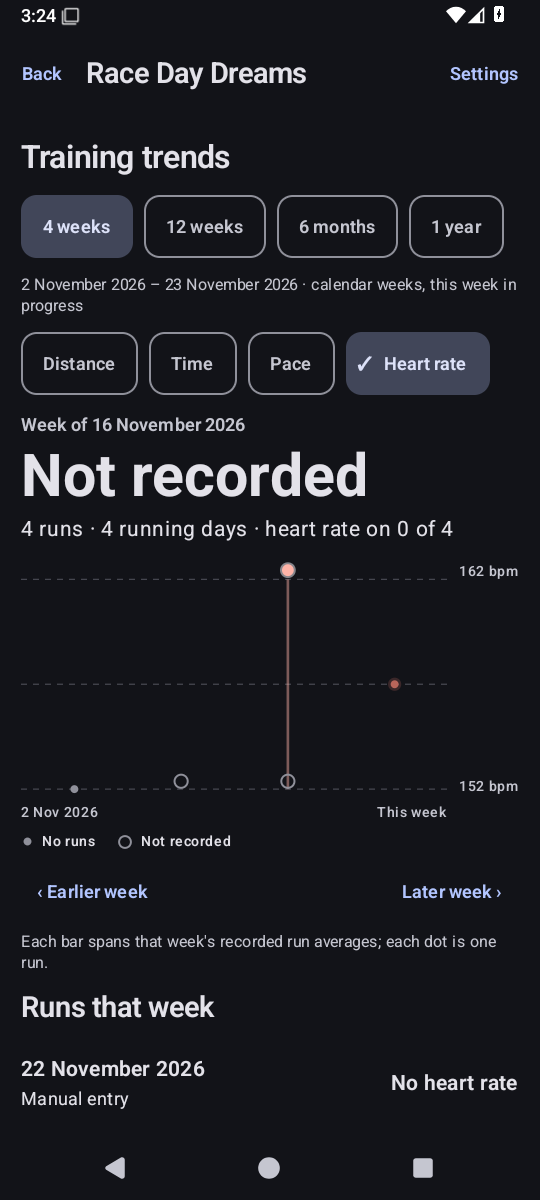 3:24
Back Race Day Dreams Settings
Training trends
4 weeks 12 weeks 6 months 1 year
2 November 2026 – 23 November 2026 · calendar weeks, this week in
progress
Distance Time Pace ✓ Heart rate
Week of 16 November 2026
Not recorded
4 runs · 4 running days · heart rate on 0 of 4
162 bpm
152 bpm
2 Nov 2026 This week
No runs Not recorded
‹ Earlier week Later week ›
Each bar spans that week's recorded run averages; each dot is one
run.
Runs that week
22 November 2026
Manual entry
No heart rate